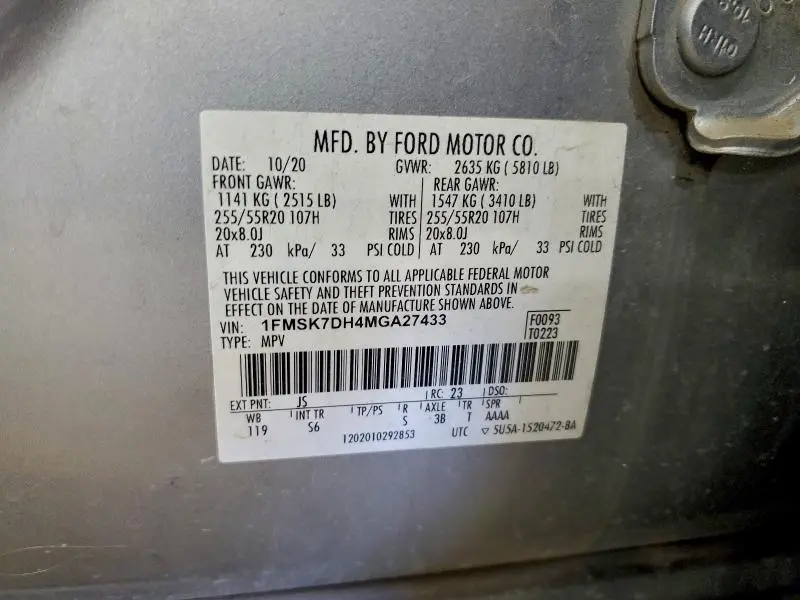 MFD. BY FORD MOTOR CO.
DATE: 10/20 GVWR: 2635 KG ( 5810 LB)
FRONT GAWR: REAR GAWR:
1141 KG ( 2515 LB) WITH 1547 KG ( 3410 LB) WITH
255/55R20 107H TIRES 255/55R20 107H TIRES
20x8.0J RIMS 20x8.0J RIMS
AT 230 kPa/ 33 PSI COLD AT 230 kPa/ 33 PSI COLD
THIS VEHICLE CONFORMS TO ALL APPLICABLE FEDERAL MOTOR
VEHICLE SAFETY AND THEFT PREVENTION STANDARDS IN
EFFECT ON THE DATE OF MANUFACTURE SHOWN ABOVE.
VIN: 1FMSK7DH4MGA27433 F0093
TYPE: MPV T0223
EXT PNT: JS RC: 23 DSO:
WB INT TR TP/PS R AXLE TR SPR
119 S6 S 3B T AAAA
1202010292853 UTC ▽ 5U5A-1520472-BA